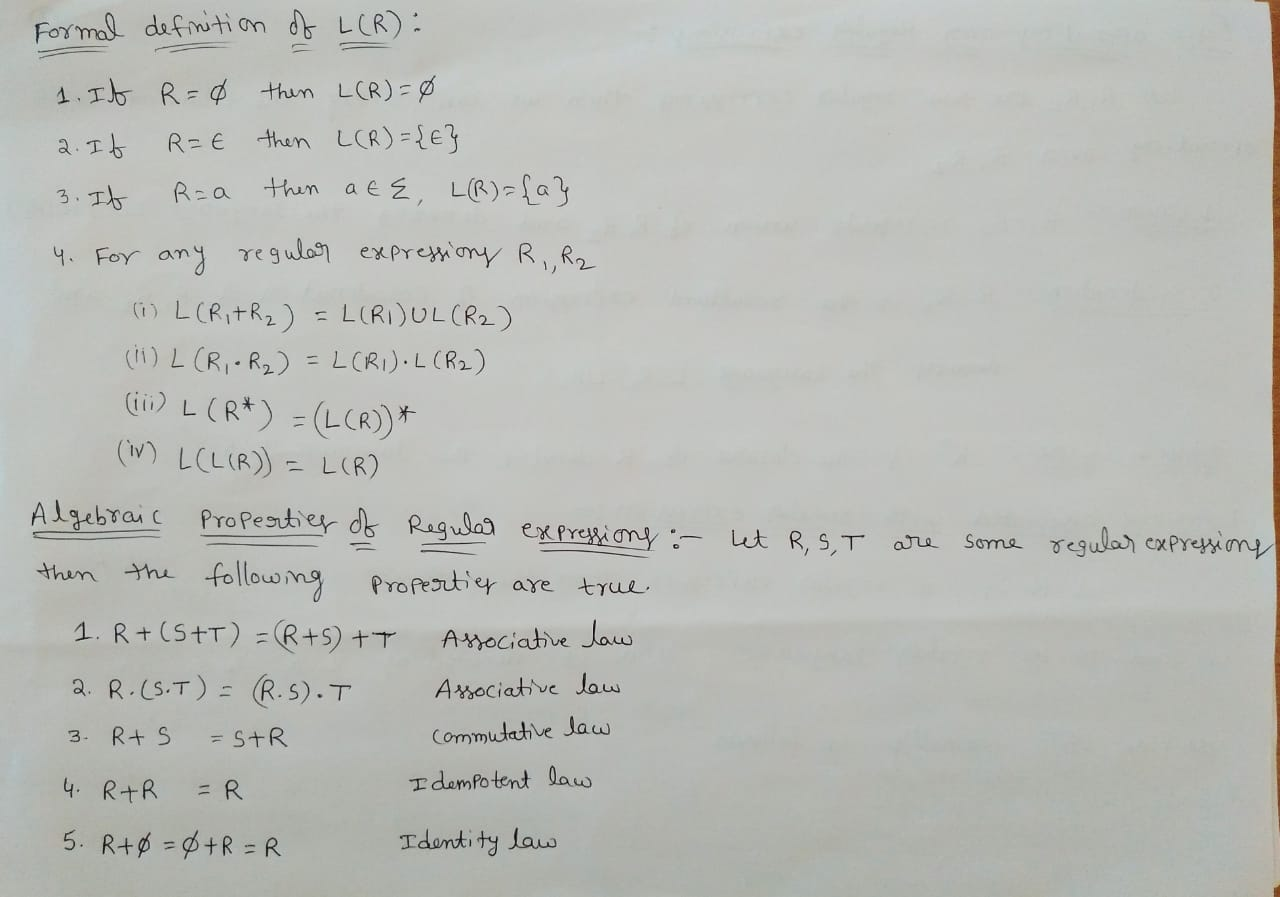 Formal definition of L(R):
1. If R = ∅ then L(R) = ∅
2. If R = ϵ then L(R) = {ϵ}
3. If R = a then a ∈ Σ, L(R) = {a}
4. For any regular expressions R₁, R₂
(i) L(R₁+R₂) = L(R₁) ∪ L(R₂)
(ii) L(R₁·R₂) = L(R₁)·L(R₂)
(iii) L(R*) = (L(R))*
(iv) L(L(R)) = L(R)
Algebraic Properties of Regular expressions :- Let R, S, T are some regular expressions
then the following Properties are true.
1. R + (S+T) = (R+S) + T Associative law
2. R·(S·T) = (R·S)·T Associative law
3. R + S = S + R Commutative law
4. R + R = R Idempotent law
5. R + ∅ = ∅ + R = R Identity law